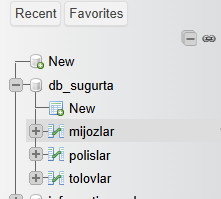 Recent Favorites
New
db_sugurta
New
mijozlar
polislar
tolovlar